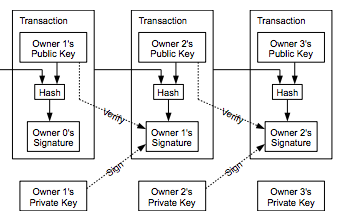 Transaction
Owner 1's
Public Key
Hash
Owner 0's
Signature
Transaction
Owner 2's
Public Key
Hash
Owner 1's
Signature
Transaction
Owner 3's
Public Key
Hash
Owner 2's
Signature
Verify
Verify
Sign
Sign
Owner 1's
Private Key
Owner 2's
Private Key
Owner 3's
Private Key